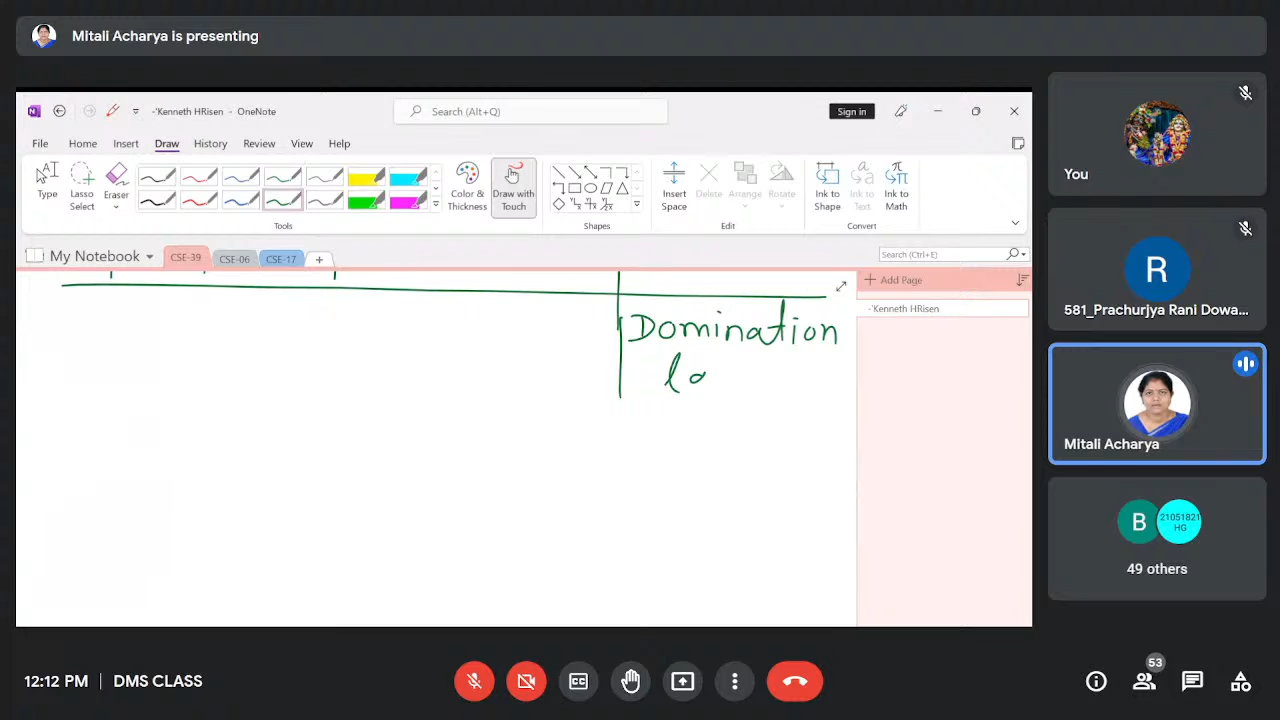 Mitali Acharya is presenting
-'Kenneth HRisen - OneNote
Search (Alt+Q)
Sign in
File Home Insert Draw History Review View Help
Type
Lasso Select
Eraser
Color & Thickness
Draw with Touch
Insert Space
Delete
Arrange
Rotate
Ink to Shape
Ink to Text
Ink to Math
Tools
Shapes
Edit
Convert
My Notebook
CSE-39
CSE-06
CSE-17
Search (Ctrl+E)
Add Page
-'Kenneth HRisen
Domination
la
You
R
581_Prachurjya Rani Dowa...
Mitali Acharya
B
21051821 HG
49 others
12:12 PM | DMS CLASS
53